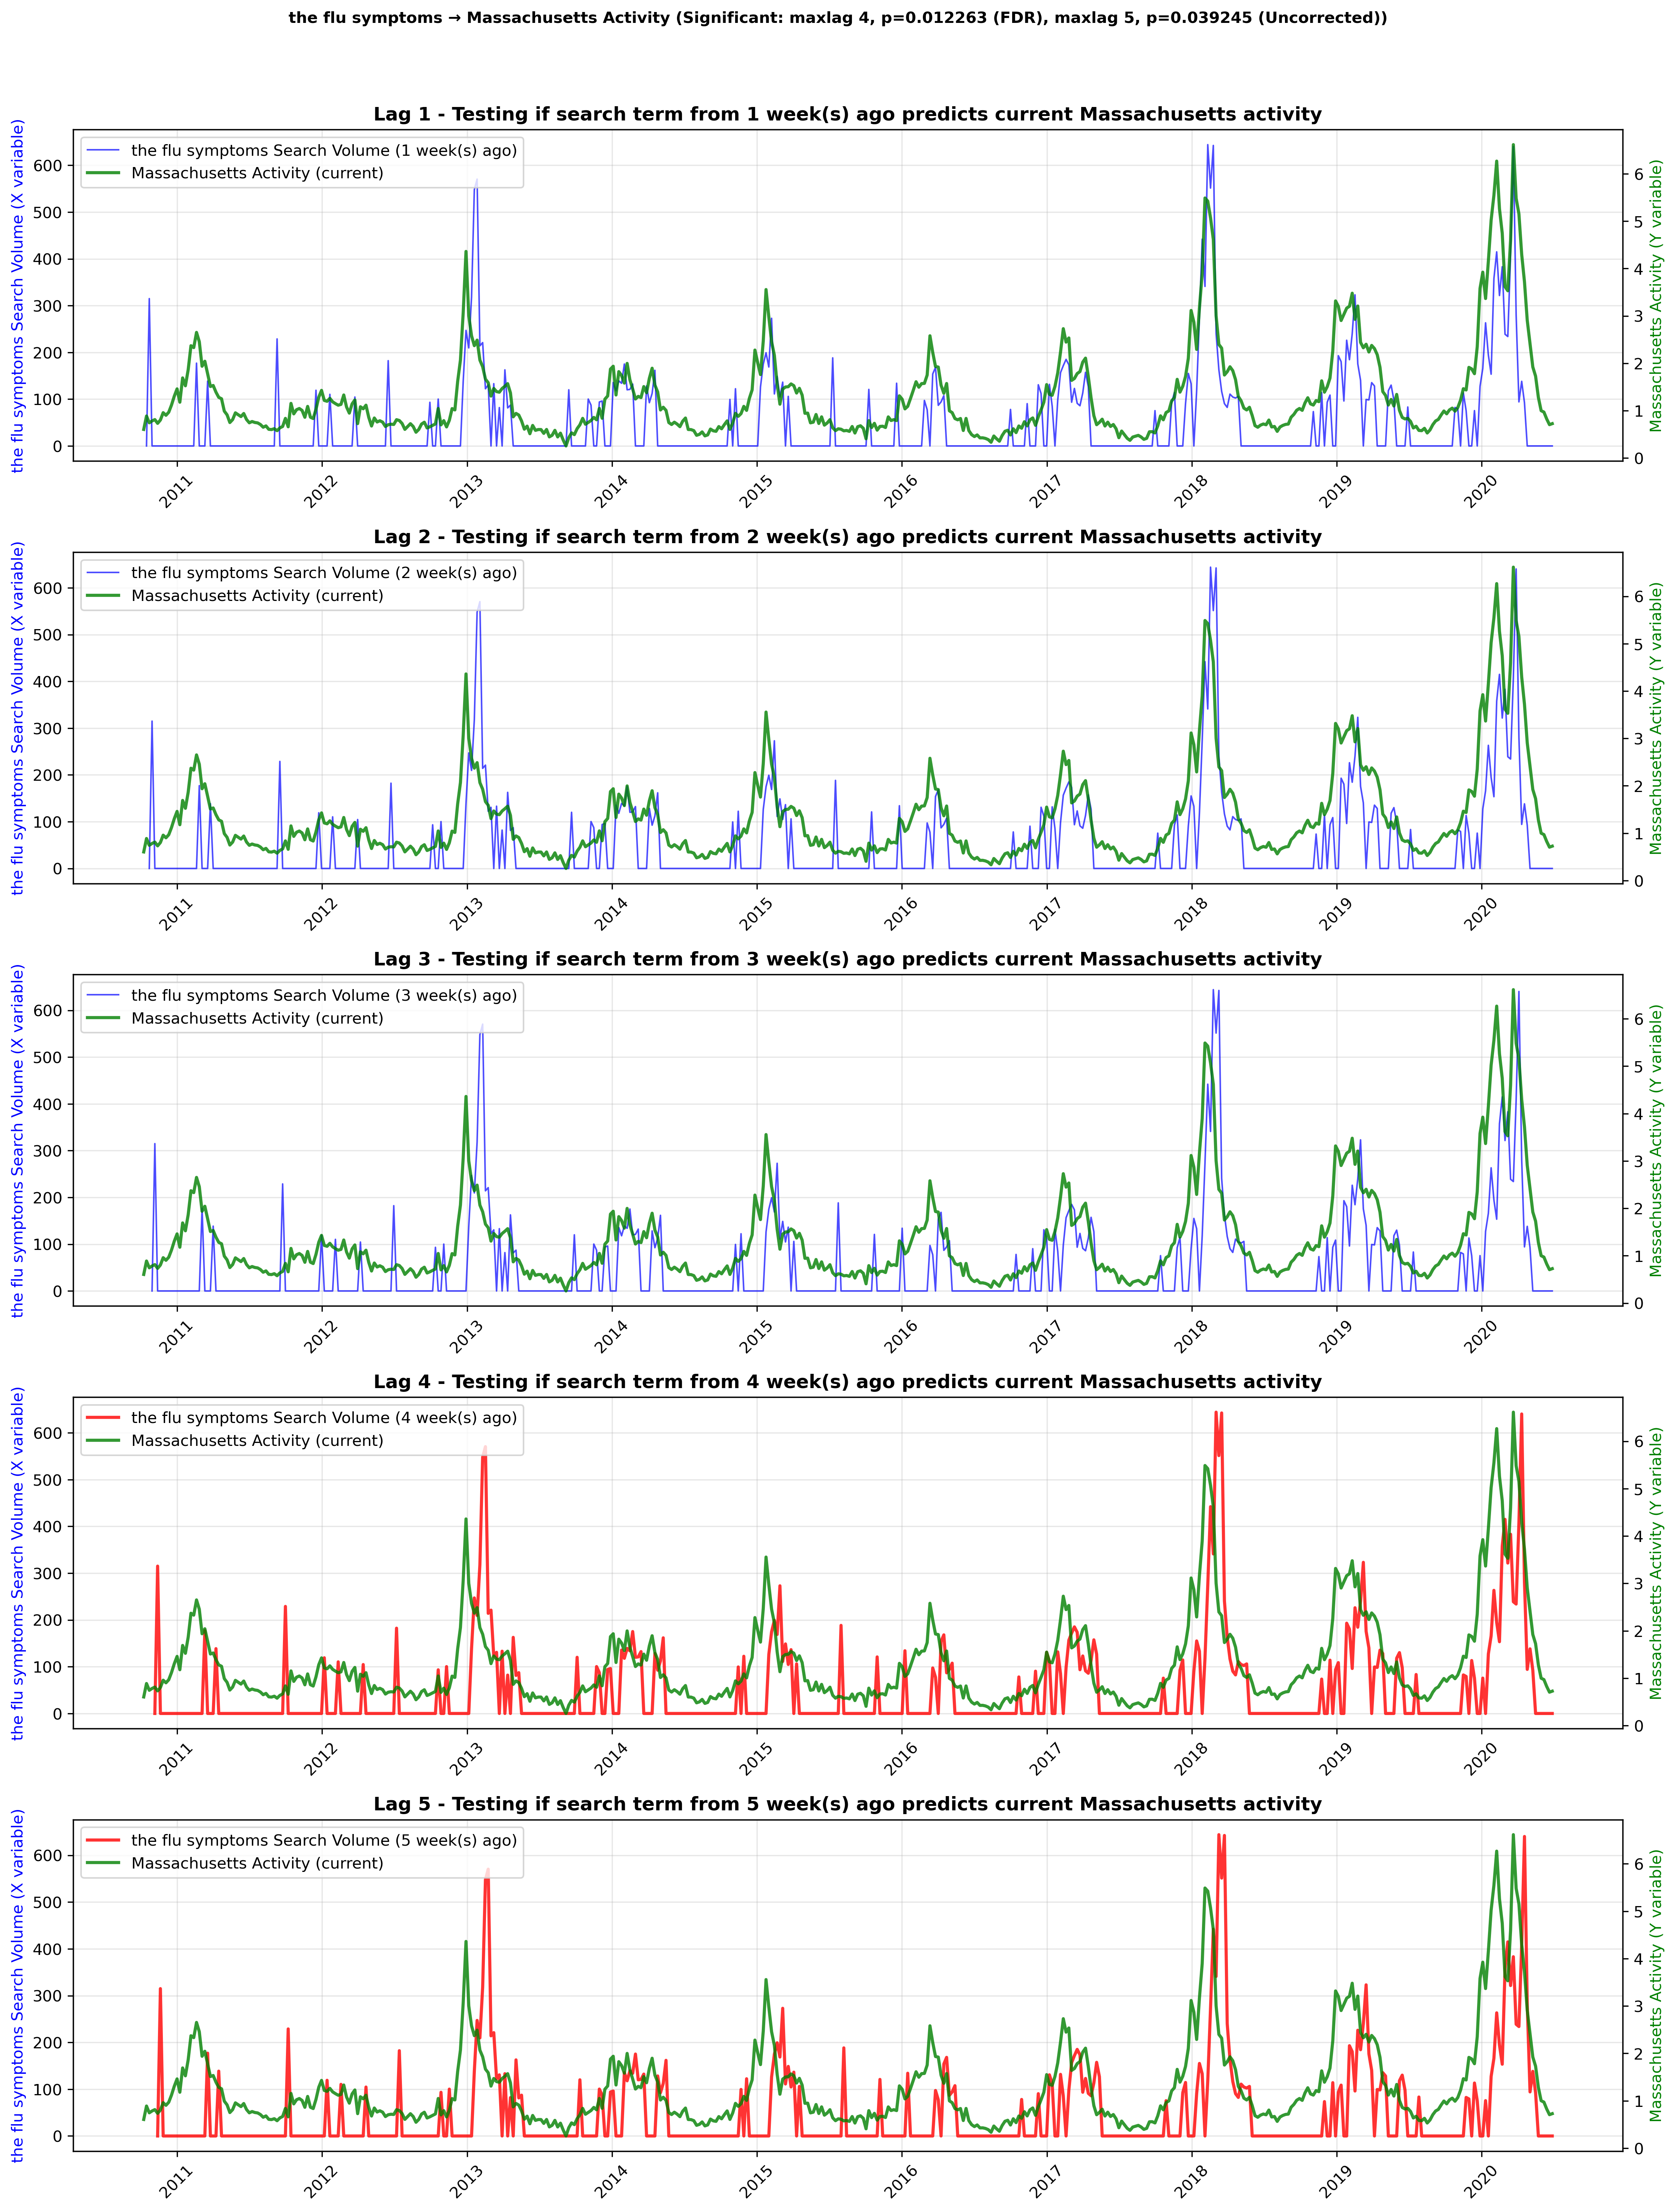 the flu symptoms → Massachusetts Activity (Significant: maxlag 4, p=0.012263 (FDR), maxlag 5, p=0.039245 (Uncorrected))
Lag 1 - Testing if search term from 1 week(s) ago predicts current Massachusetts activity
the flu symptoms Search Volume (X variable)
the flu symptoms Search Volume (1 week(s) ago)
Massachusetts Activity (current)
600
500
400
300
200
100
0
6
5
4
3
2
1
0
Massachusetts Activity (Y variable)
2011 2012 2013 2014 2015 2016 2017 2018 2019 2020
Lag 2 - Testing if search term from 2 week(s) ago predicts current Massachusetts activity
the flu symptoms Search Volume (X variable)
the flu symptoms Search Volume (2 week(s) ago)
Massachusetts Activity (current)
600
500
400
300
200
100
0
6
5
4
3
2
1
0
Massachusetts Activity (Y variable)
2011 2012 2013 2014 2015 2016 2017 2018 2019 2020
Lag 3 - Testing if search term from 3 week(s) ago predicts current Massachusetts activity
the flu symptoms Search Volume (X variable)
the flu symptoms Search Volume (3 week(s) ago)
Massachusetts Activity (current)
600
500
400
300
200
100
0
6
5
4
3
2
1
0
Massachusetts Activity (Y variable)
2011 2012 2013 2014 2015 2016 2017 2018 2019 2020
Lag 4 - Testing if search term from 4 week(s) ago predicts current Massachusetts activity
the flu symptoms Search Volume (X variable)
the flu symptoms Search Volume (4 week(s) ago)
Massachusetts Activity (current)
600
500
400
300
200
100
0
6
5
4
3
2
1
0
Massachusetts Activity (Y variable)
2011 2012 2013 2014 2015 2016 2017 2018 2019 2020
Lag 5 - Testing if search term from 5 week(s) ago predicts current Massachusetts activity
the flu symptoms Search Volume (X variable)
the flu symptoms Search Volume (5 week(s) ago)
Massachusetts Activity (current)
600
500
400
300
200
100
0
6
5
4
3
2
1
0
Massachusetts Activity (Y variable)
2011 2012 2013 2014 2015 2016 2017 2018 2019 2020